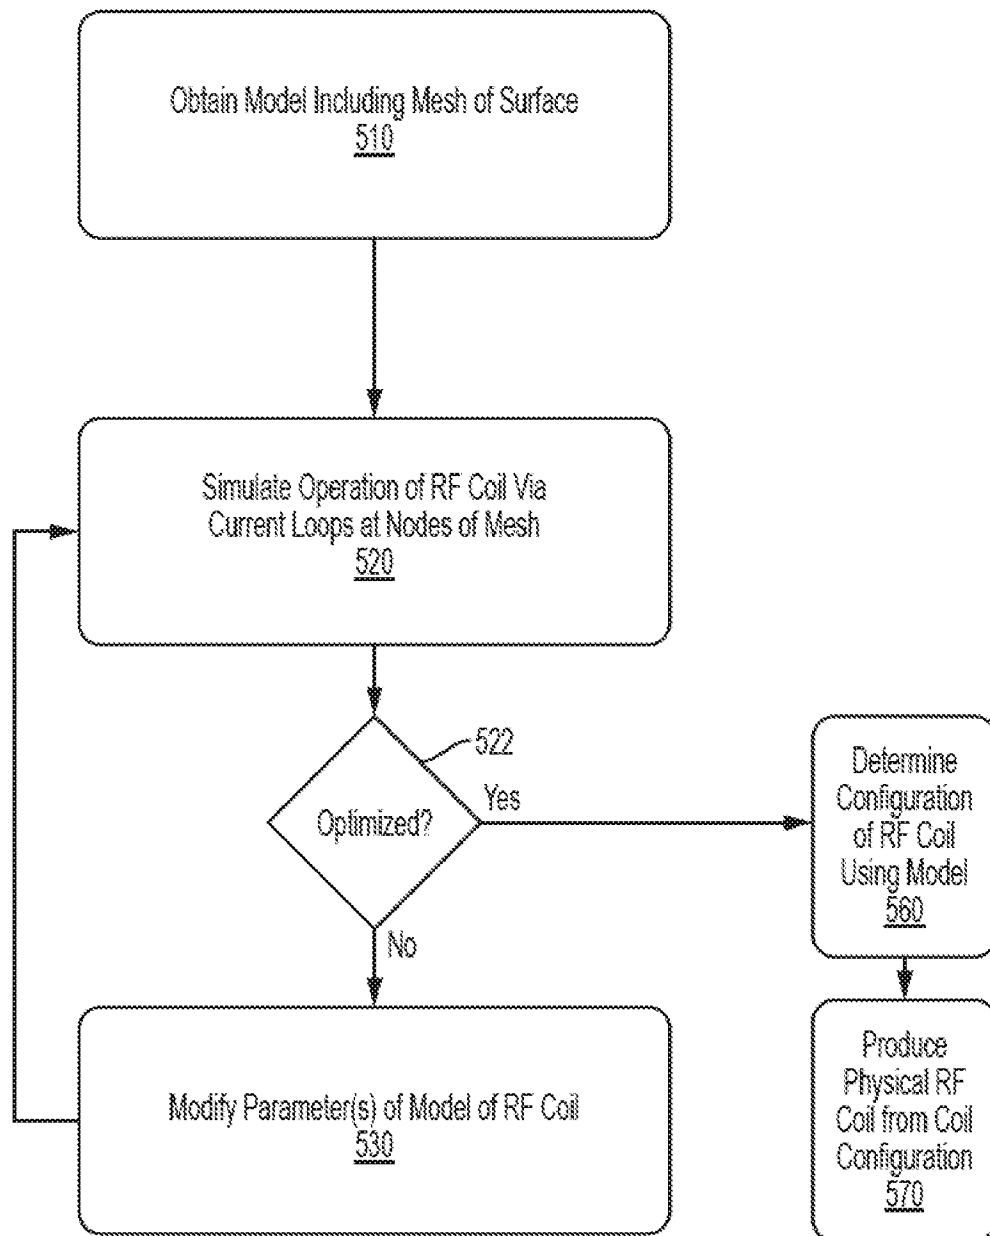 Obtain Model Including Mesh of Surface
510
Simulate Operation of RF Coil Via
Current Loops at Nodes of Mesh
520
522
Optimized?
Yes
No
Determine
Configuration
of RF Coil
Using Model
560
Modify Parameter(s) of Model of RF Coil
530
Produce
Physical RF
Coil from Coil
Configuration
570